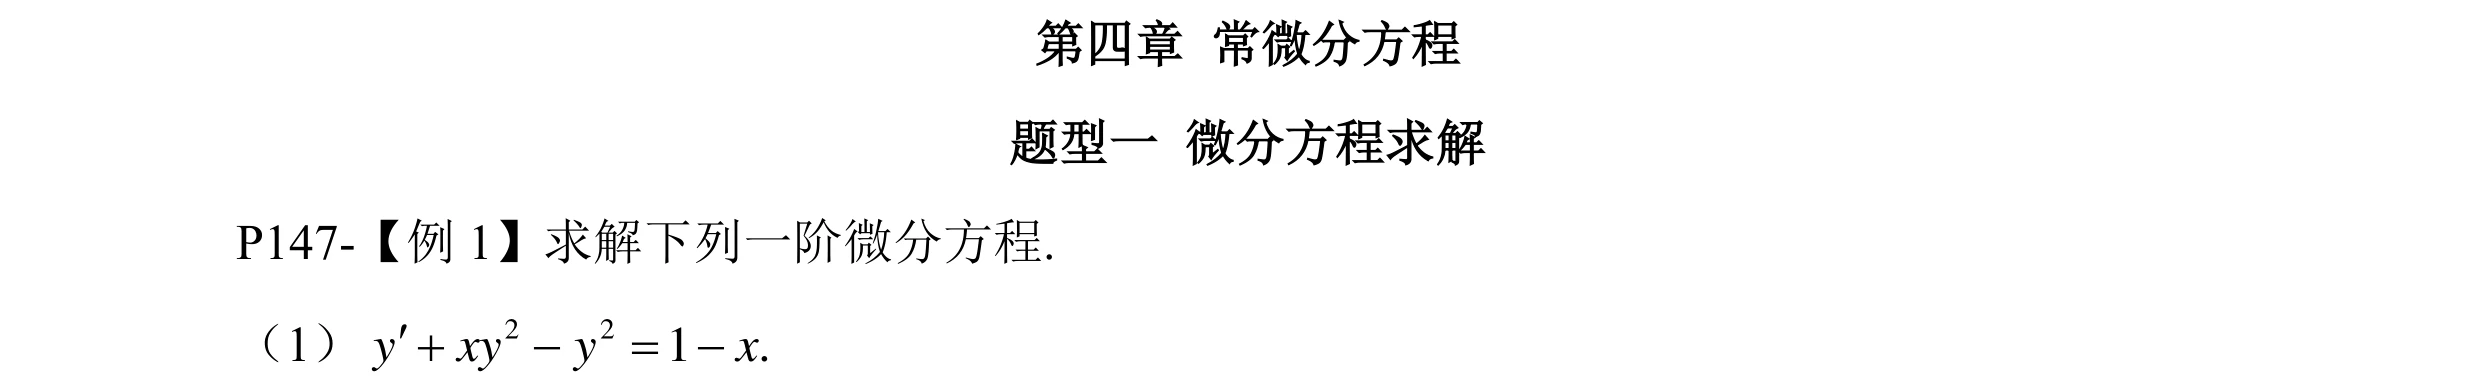 第四章 常微分方程
题型一 微分方程求解
P147-【例 1】求解下列一阶微分方程.
（1） y′ + xy² − y² = 1 − x.